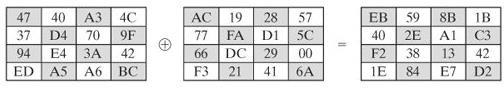 47 40 A3 4C AC 19 28 57 EB 59 8B 1B
37 D4 70 9F 77 FA D1 5C 40 2E A1 C3
⊕ =
94 E4 3A 42 66 DC 29 00 F2 38 13 42
ED A5 A6 BC F3 21 41 6A 1E 84 E7 D2